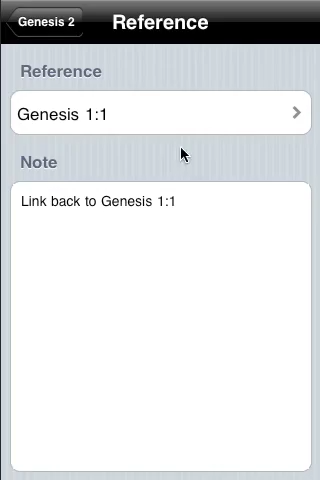 Genesis 2
Reference
Reference
Genesis 1:1
Note
Link back to Genesis 1:1